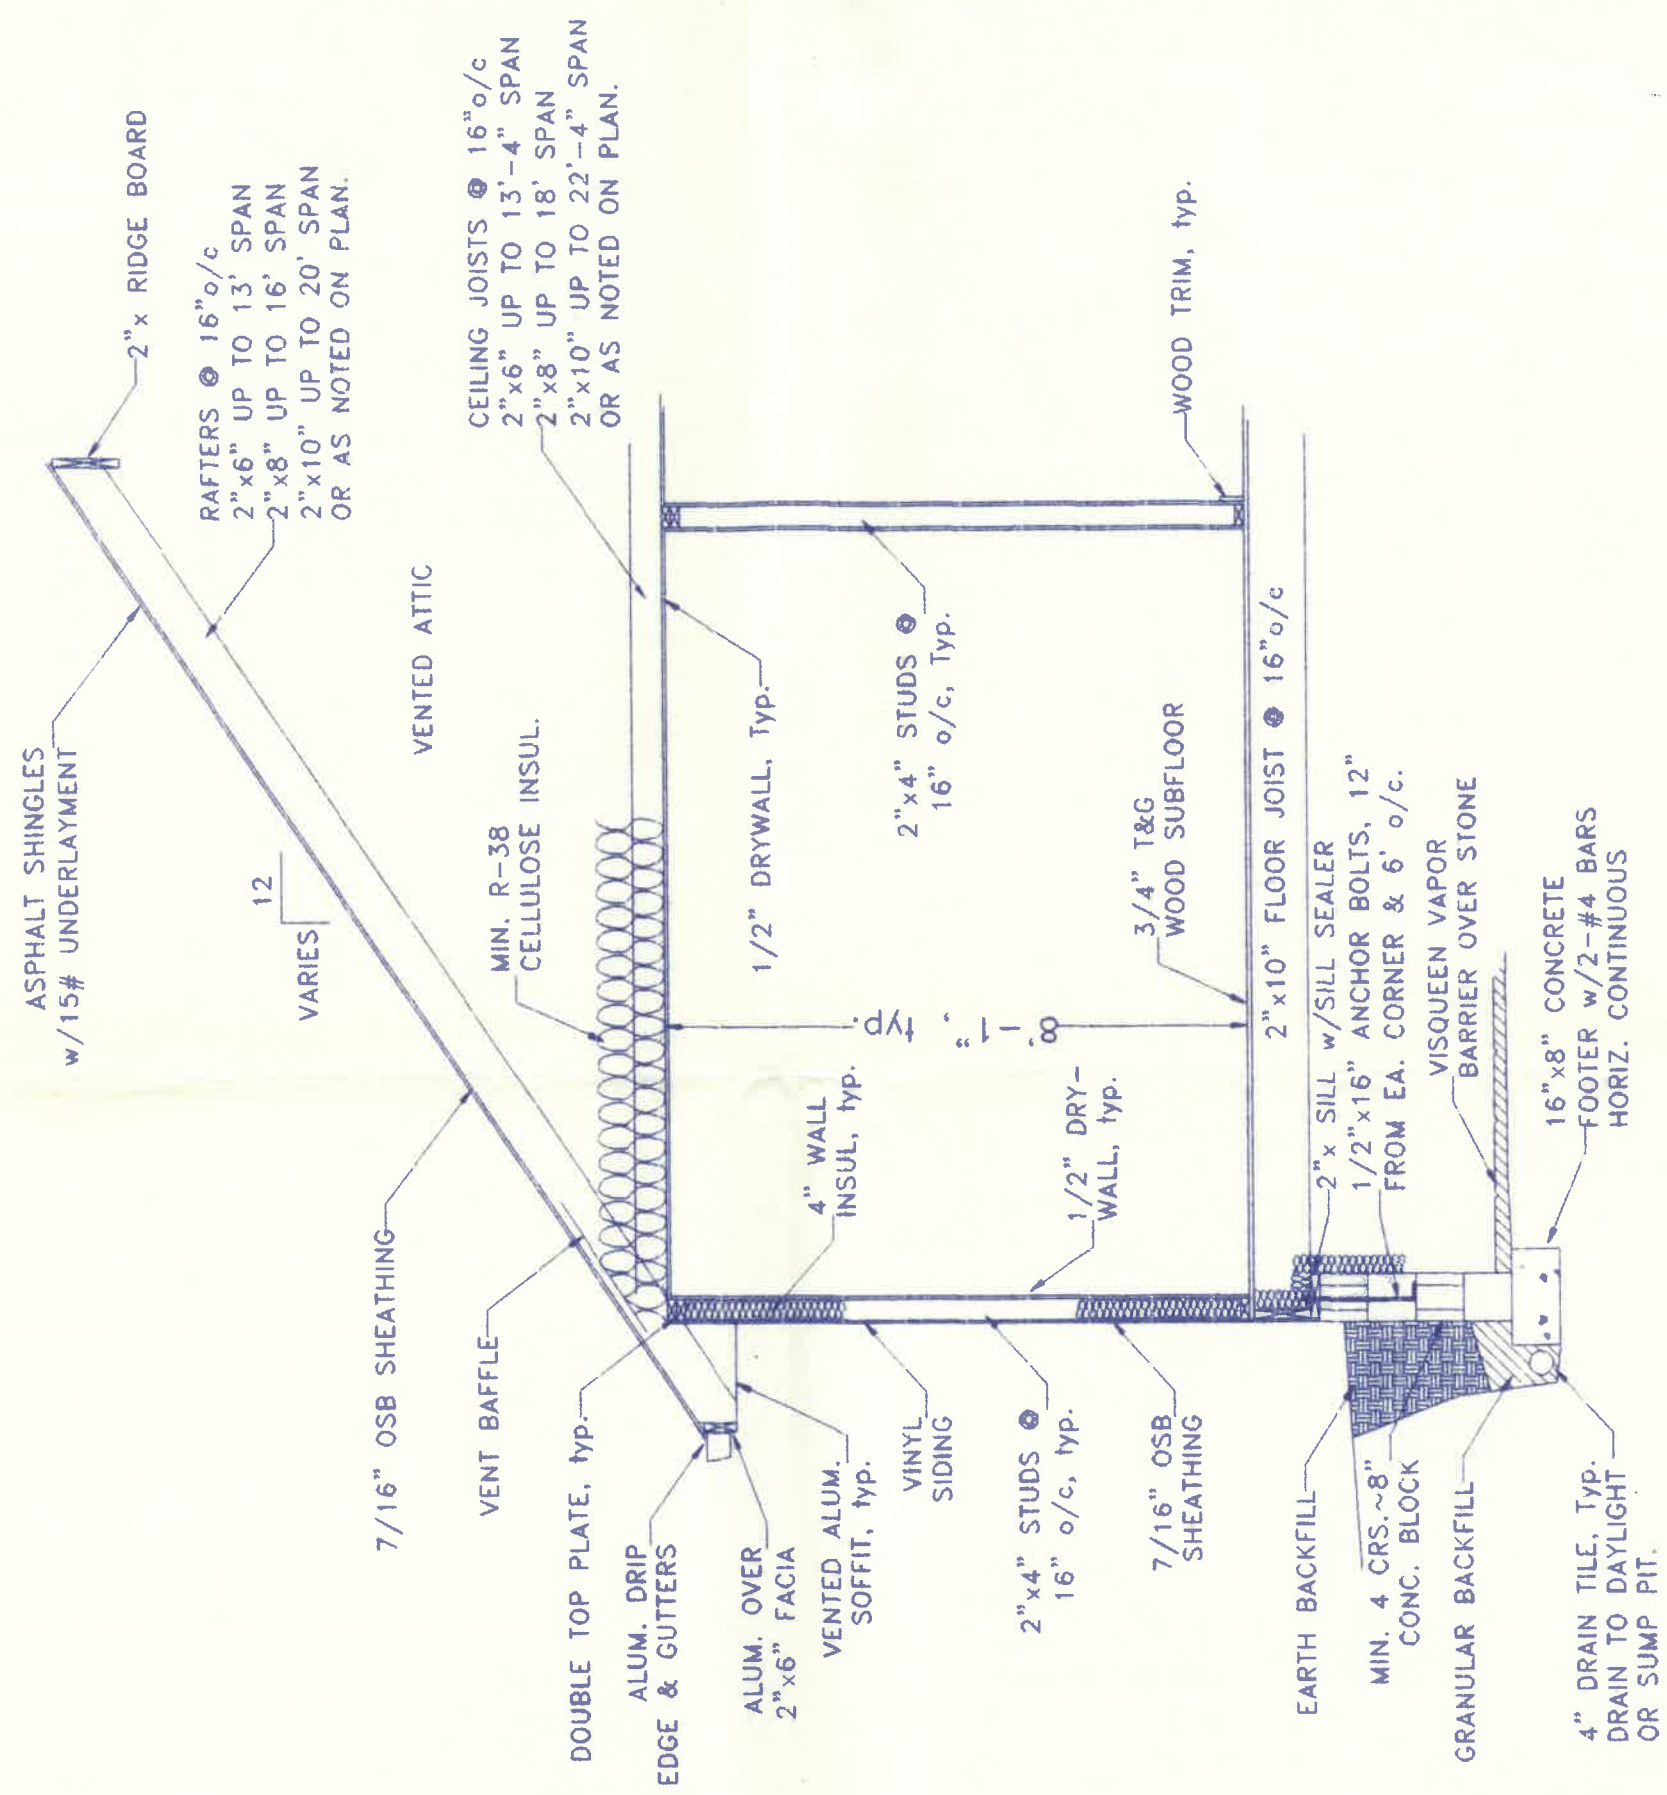 ASPHALT SHINGLES
w/15# UNDERLAYMENT
2"x RIDGE BOARD
RAFTERS @ 16"o/c
2"x6" UP TO 13' SPAN
2"x8" UP TO 16' SPAN
2"x10" UP TO 20' SPAN
OR AS NOTED ON PLAN.
12
VARIES
7/16" OSB SHEATHING
VENTED ATTIC
VENT BAFFLE
MIN. R-38
CELLULOSE INSUL.
CEILING JOISTS @ 16"o/c
2"x6" UP TO 13'-4" SPAN
2"x8" UP TO 18' SPAN
2"x10" UP TO 22'-4" SPAN
OR AS NOTED ON PLAN.
DOUBLE TOP PLATE, typ.
ALUM. DRIP
EDGE & GUTTERS
ALUM. OVER
2"x6" FACIA
VENTED ALUM.
SOFFIT, typ.
1/2" DRYWALL, Typ.
4" WALL
INSUL, typ.
8'-1", typ.
2"x4" STUDS @
16" o/c, Typ.
VINYL
SIDING
2"x4" STUDS @
16" o/c, typ.
1/2" DRY-
WALL, typ.
3/4" T&G
WOOD SUBFLOOR
WOOD TRIM, typ.
7/16" OSB
SHEATHING
2"x10" FLOOR JOIST @ 16"o/c
2"x SILL w/SILL SEALER
1/2"x16" ANCHOR BOLTS, 12"
FROM EA. CORNER & 6' o/c.
EARTH BACKFILL
MIN. 4 CRS.~8"
CONC. BLOCK
VISQUEEN VAPOR
BARRIER OVER STONE
GRANULAR BACKFILL
16"x8" CONCRETE
FOOTER w/2-#4 BARS
HORIZ. CONTINUOUS
4" DRAIN TILE, Typ.
DRAIN TO DAYLIGHT
OR SUMP PIT.